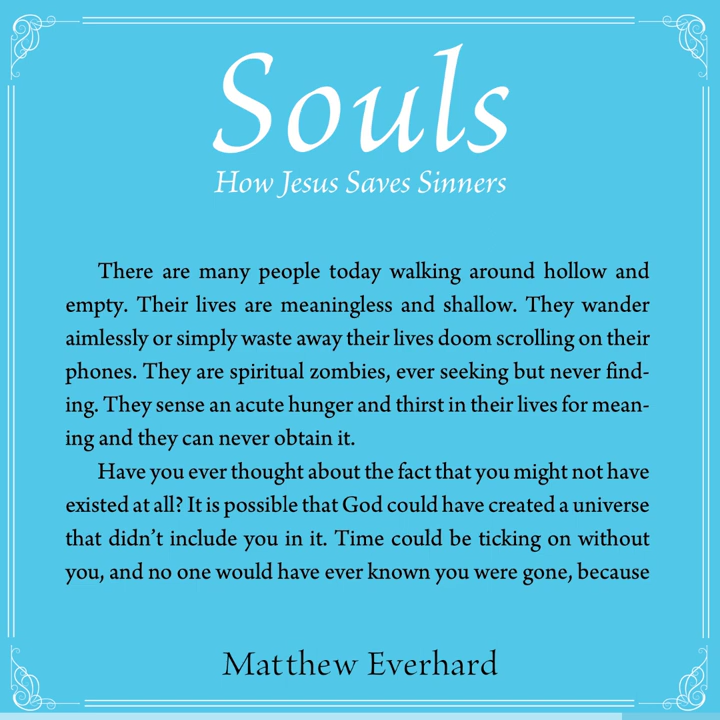 Souls
How Jesus Saves Sinners
There are many people today walking around hollow and
empty. Their lives are meaningless and shallow. They wander
aimlessly or simply waste away their lives doom scrolling on their
phones. They are spiritual zombies, ever seeking but never find-
ing. They sense an acute hunger and thirst in their lives for mean-
ing and they can never obtain it.
Have you ever thought about the fact that you might not have
existed at all? It is possible that God could have created a universe
that didn’t include you in it. Time could be ticking on without
you, and no one would have ever known you were gone, because
Matthew Everhard